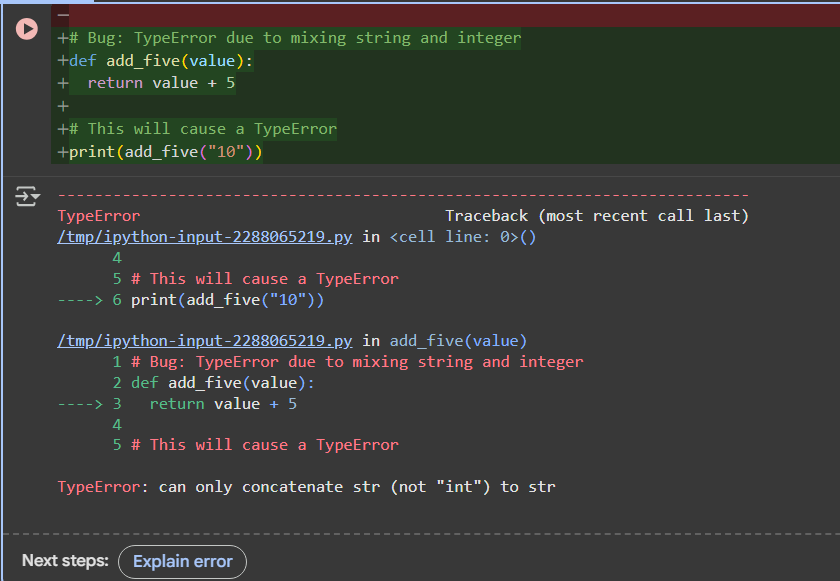 -
+# Bug: TypeError due to mixing string and integer
+def add_five(value):
+  return value + 5
+
+# This will cause a TypeError
+print(add_five("10"))
---------------------------------------------------------------------------
TypeError                                 Traceback (most recent call last)
/tmp/ipython-input-2288065219.py in <cell line: 0>()
      4
      5 # This will cause a TypeError
----> 6 print(add_five("10"))

/tmp/ipython-input-2288065219.py in add_five(value)
      1 # Bug: TypeError due to mixing string and integer
      2 def add_five(value):
----> 3   return value + 5
      4
      5 # This will cause a TypeError

TypeError: can only concatenate str (not "int") to str
Next steps: Explain error